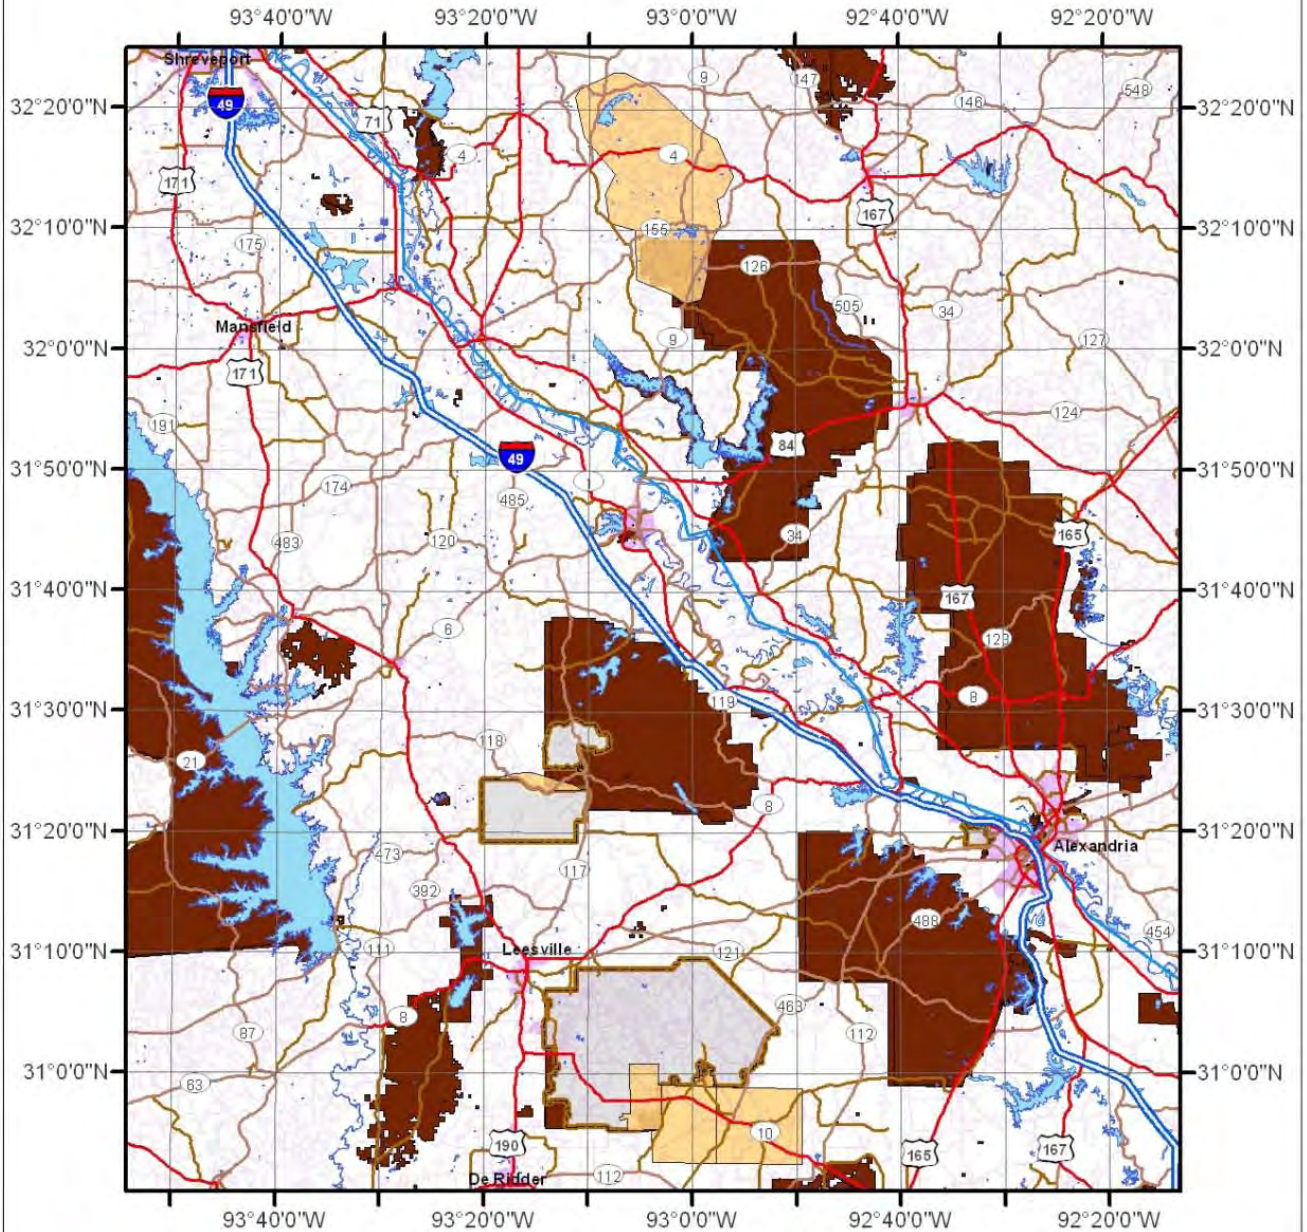 93°40'0"W 93°20'0"W 93°0'0"W 92°40'0"W 92°20'0"W
Shreveport
9 147 548
32°20'0"N 49 146 32°20'0"N
71
4 4
171
167
32°10'0"N 155 32°10'0"N
175
126
505 34
Mansfield
9 127
32°0'0"N 32°0'0"N
171
191 124
84
49
31°50'0"N 31°50'0"N
174 1
485
483 120 34 165
31°40'0"N 31°40'0"N
167
6 123
119 8
31°30'0"N 31°30'0"N
118
21
8
31°20'0"N 31°20'0"N
473 Alexandria
117
392
488 454
111 Leesville 121
31°10'0"N 31°10'0"N
8 463
87 112
63
31°0'0"N 31°0'0"N
10
190 165 167
De Ridder 112
93°40'0"W 93°20'0"W 93°0'0"W 92°40'0"W 92°20'0"W